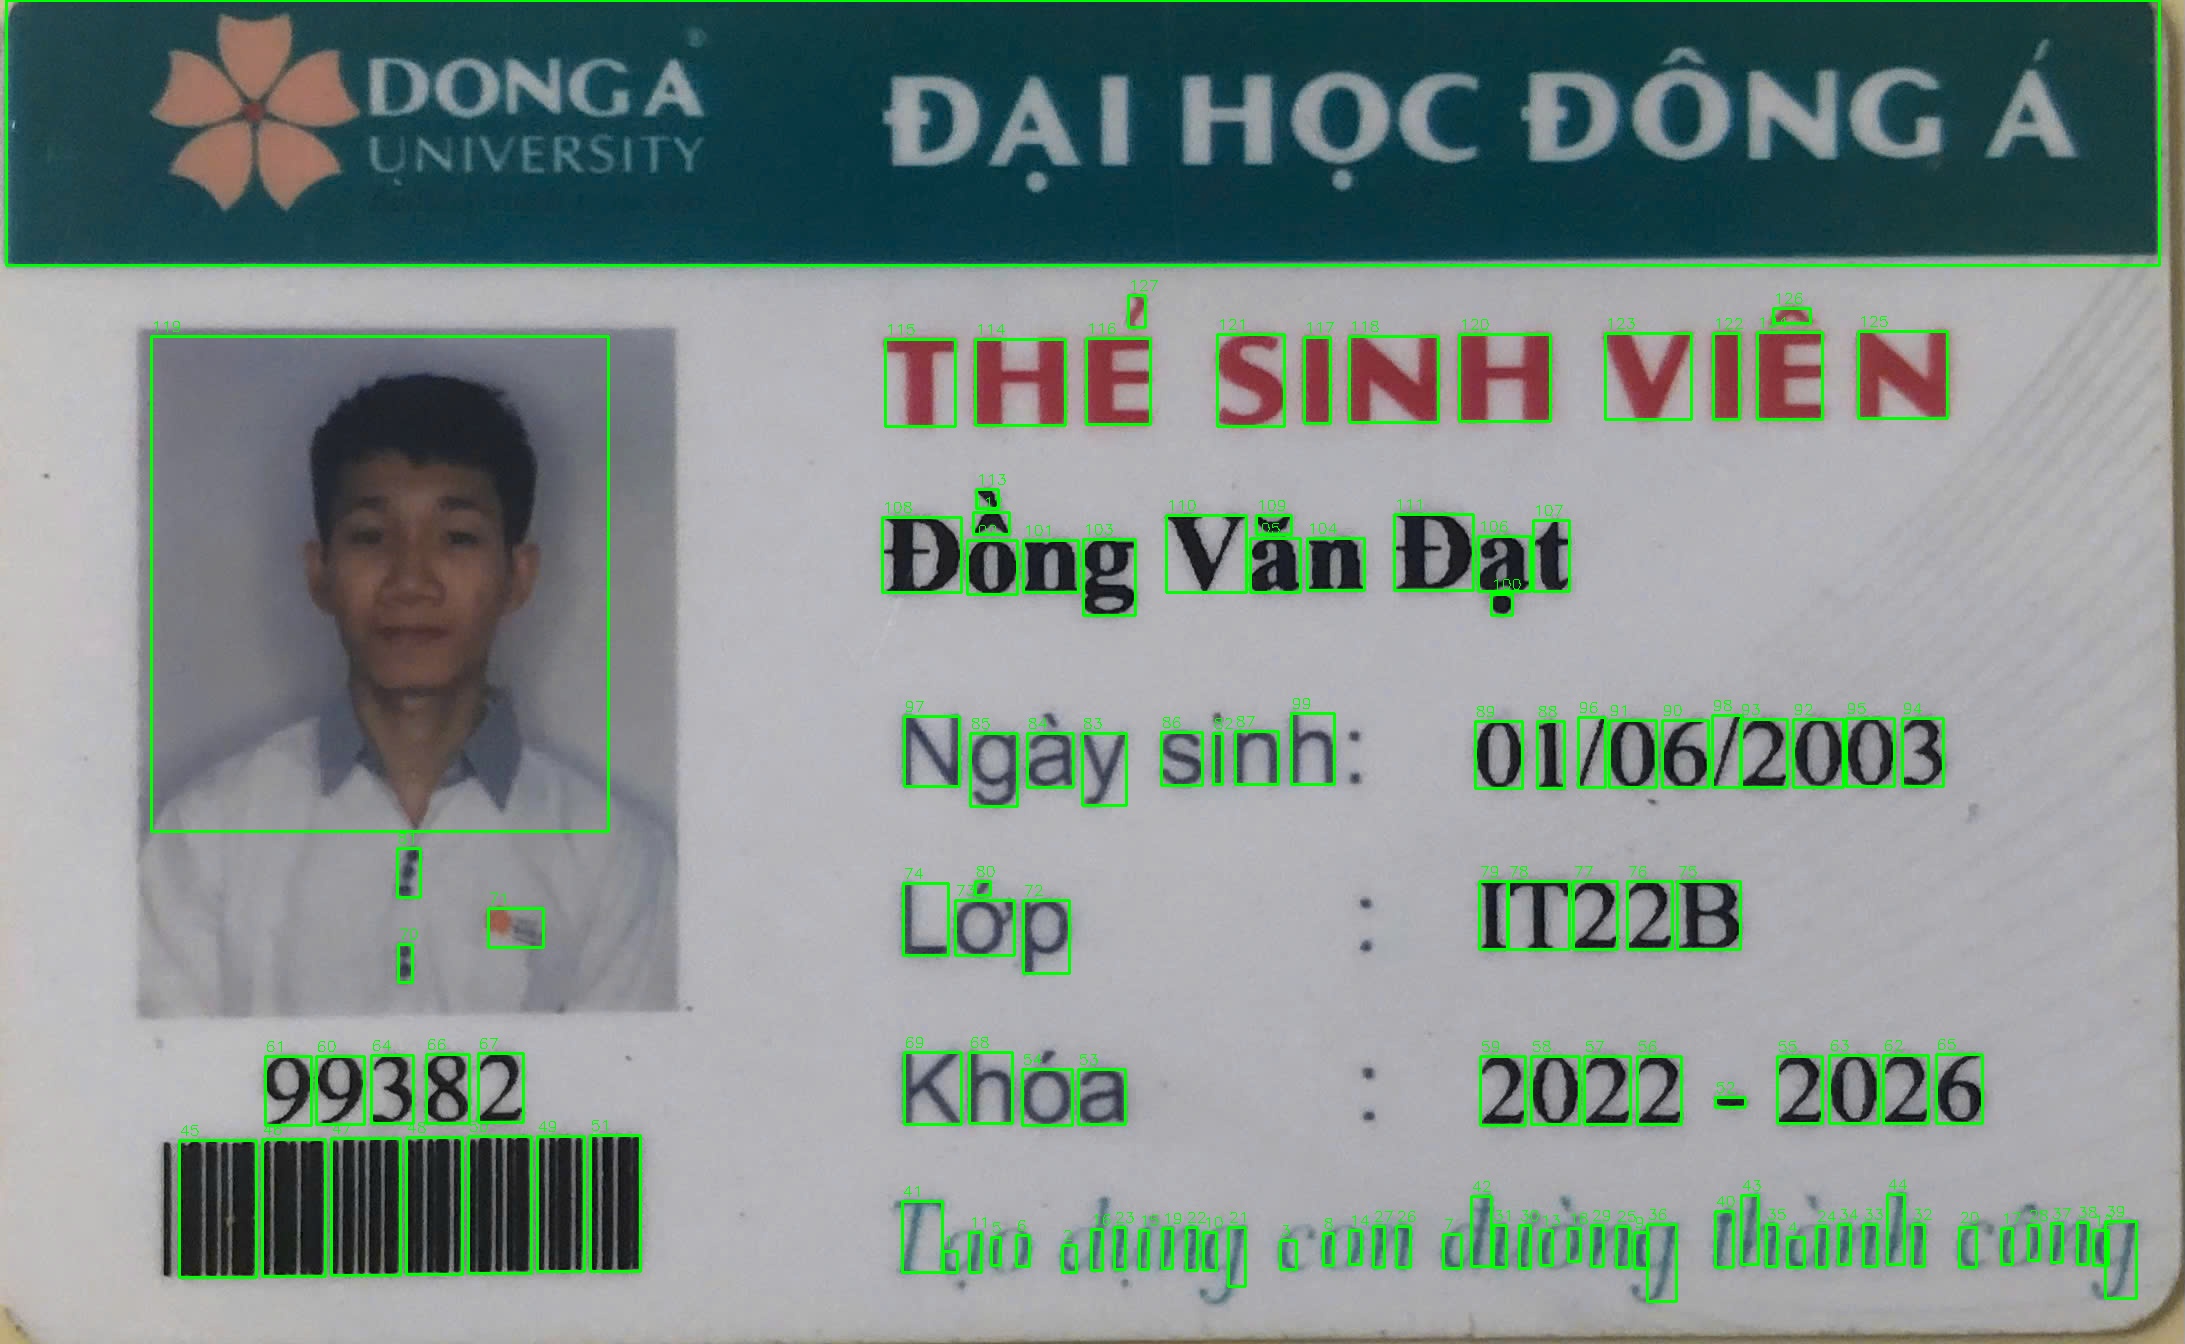 DONG A
UNIVERSITY
ĐẠI HỌC ĐÔNG Á
THẺ SINH VIÊN
Đồng Văn Đạt
Ngày sinh: 01/06/2003
Lớp : IT22B
Khóa : 2022 - 2026
99382
Tạo dựng con đường thành công